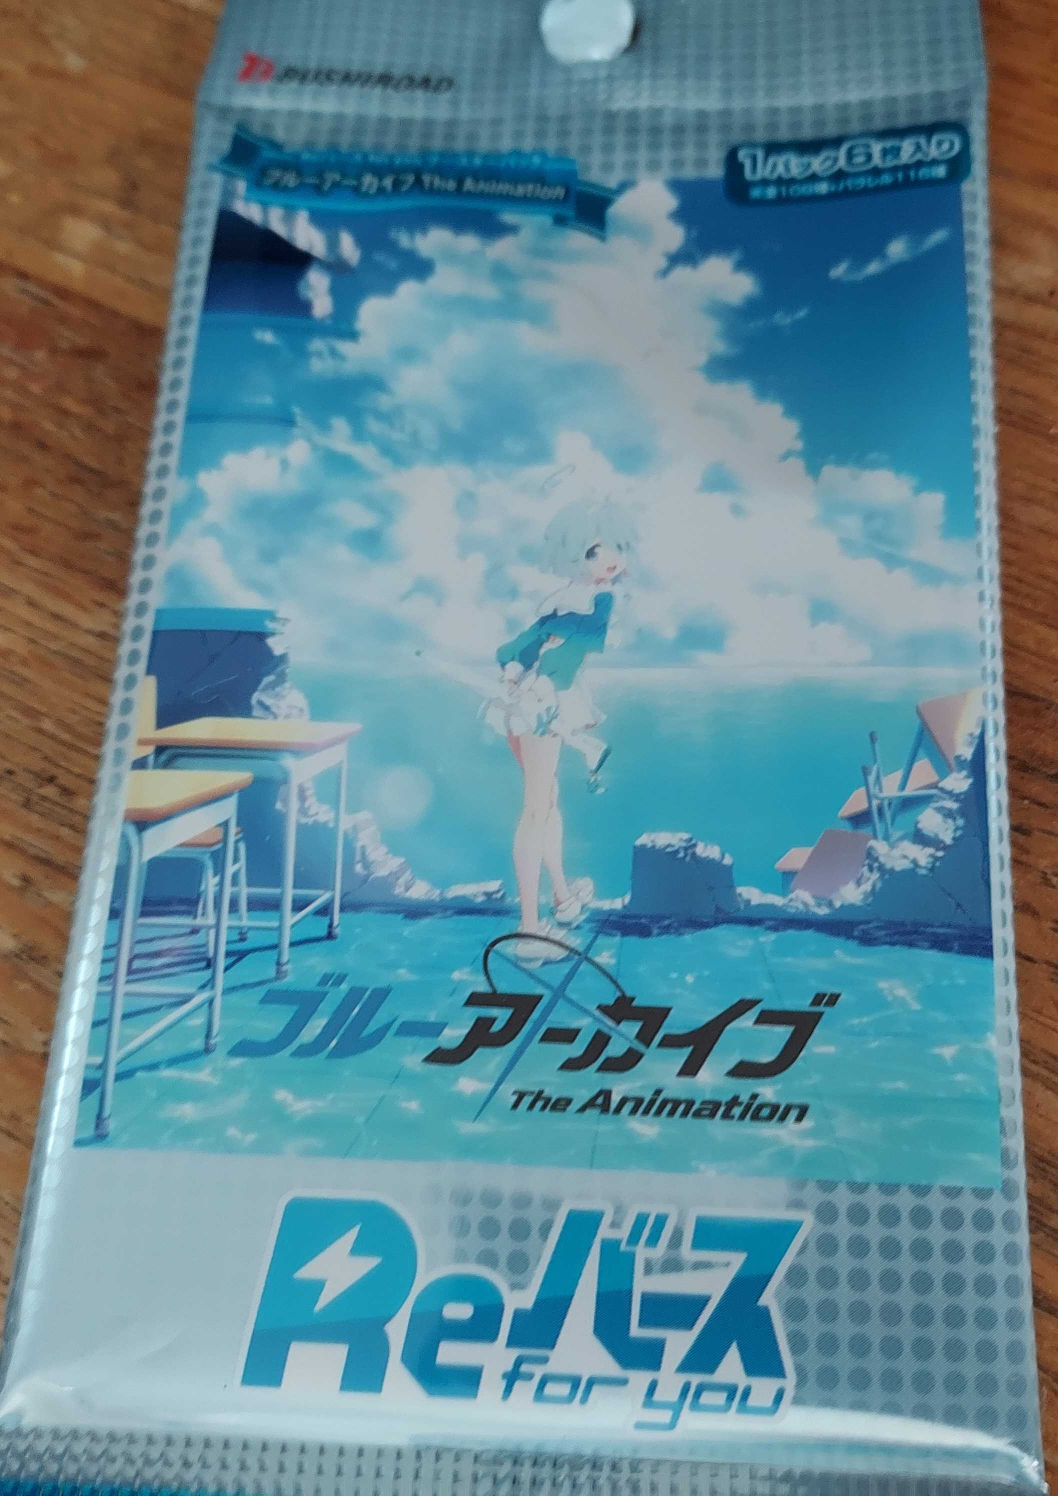 BUSHIROAD
ブルーアーカイブ The Animation
1パック6枚入り
ブルーアーカイブ
The Animation
Reバース
for you